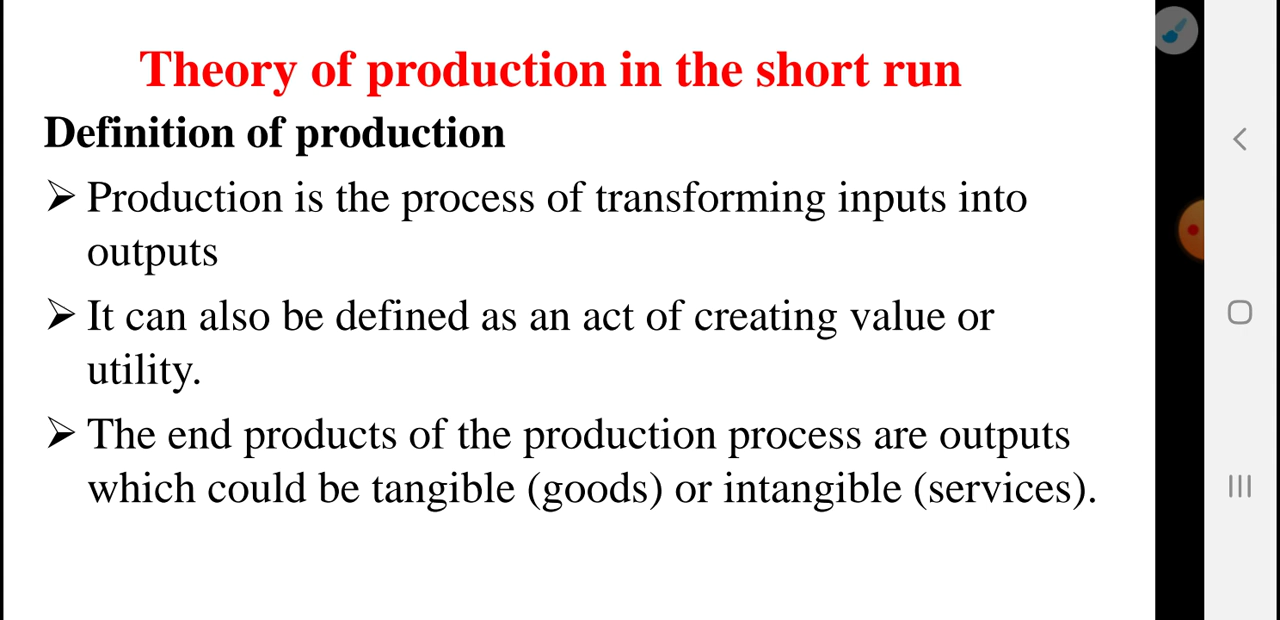 Theory of production in the short run
Definition of production
➢ Production is the process of transforming inputs into
outputs
➢ It can also be defined as an act of creating value or
utility.
➢ The end products of the production process are outputs
which could be tangible (goods) or intangible (services).